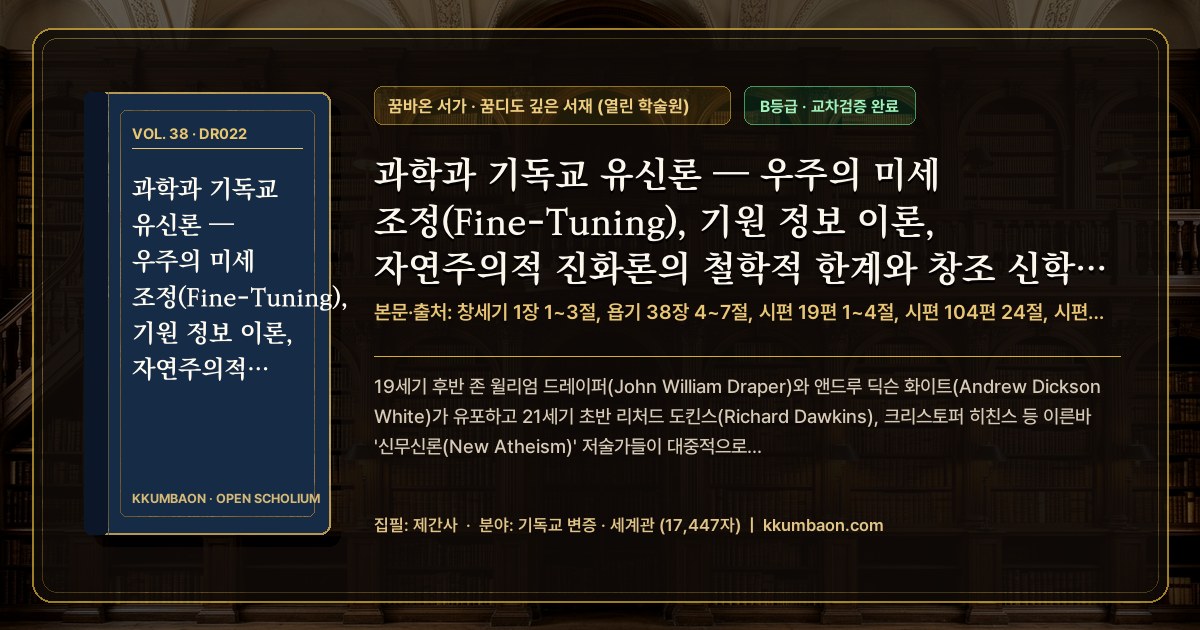 VOL. 38 · DR022
과학과 기독교
유신론 —
우주의 미세
조정(Fine-Tuning),
기원 정보 이론,
자연주의적…
KKUMBAON · OPEN SCHOLIUM
꿈바온 서가 · 꿈디도 깊은 서재 (열린 학술원)
B등급 · 교차검증 완료
과학과 기독교 유신론 — 우주의 미세
조정(Fine-Tuning), 기원 정보 이론,
자연주의적 진화론의 철학적 한계와 창조 신학…
본문·출처: 창세기 1장 1~3절, 욥기 38장 4~7절, 시편 19편 1~4절, 시편 104편 24절, 시편…
19세기 후반 존 윌리엄 드레이퍼(John William Draper)와 앤드루 딕슨 화이트(Andrew Dickson
White)가 유포하고 21세기 초반 리처드 도킨스(Richard Dawkins), 크리스토퍼 히친스 등 이른바
'신무신론(New Atheism)' 저술가들이 대중적으로…
집필: 제간사 · 분야: 기독교 변증 · 세계관 (17,447자) | kkumbaon.com